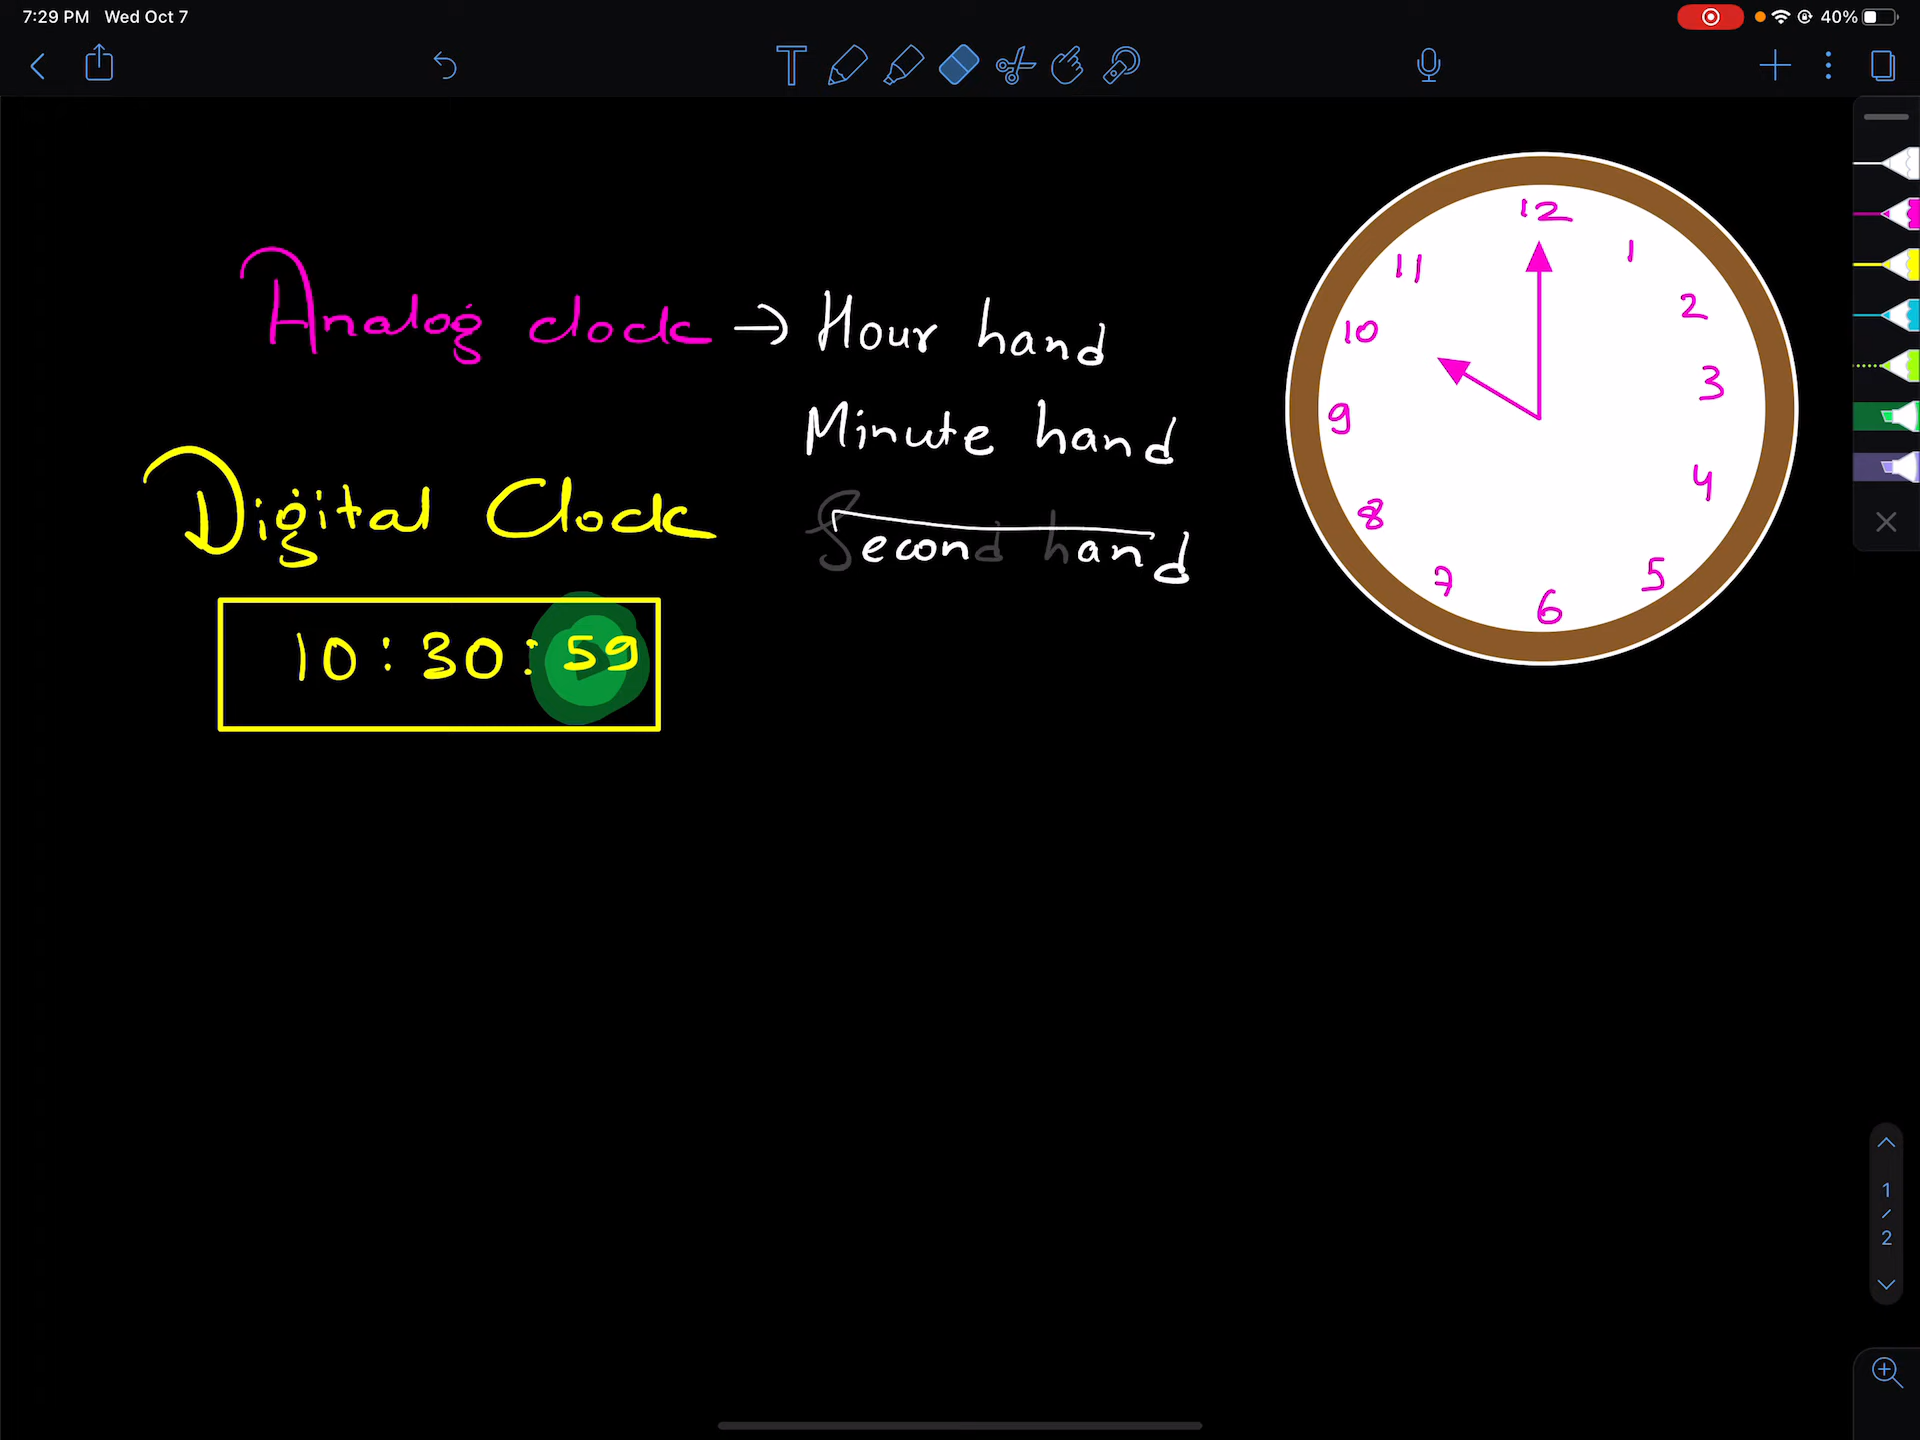 7:29 PM Wed Oct 7
40%
Analog clock → Hour hand
Minute hand
Second hand
Digital Clock
10 : 30 : 59
12
1
2
3
4
5
6
7
8
9
10
11
1
/
2